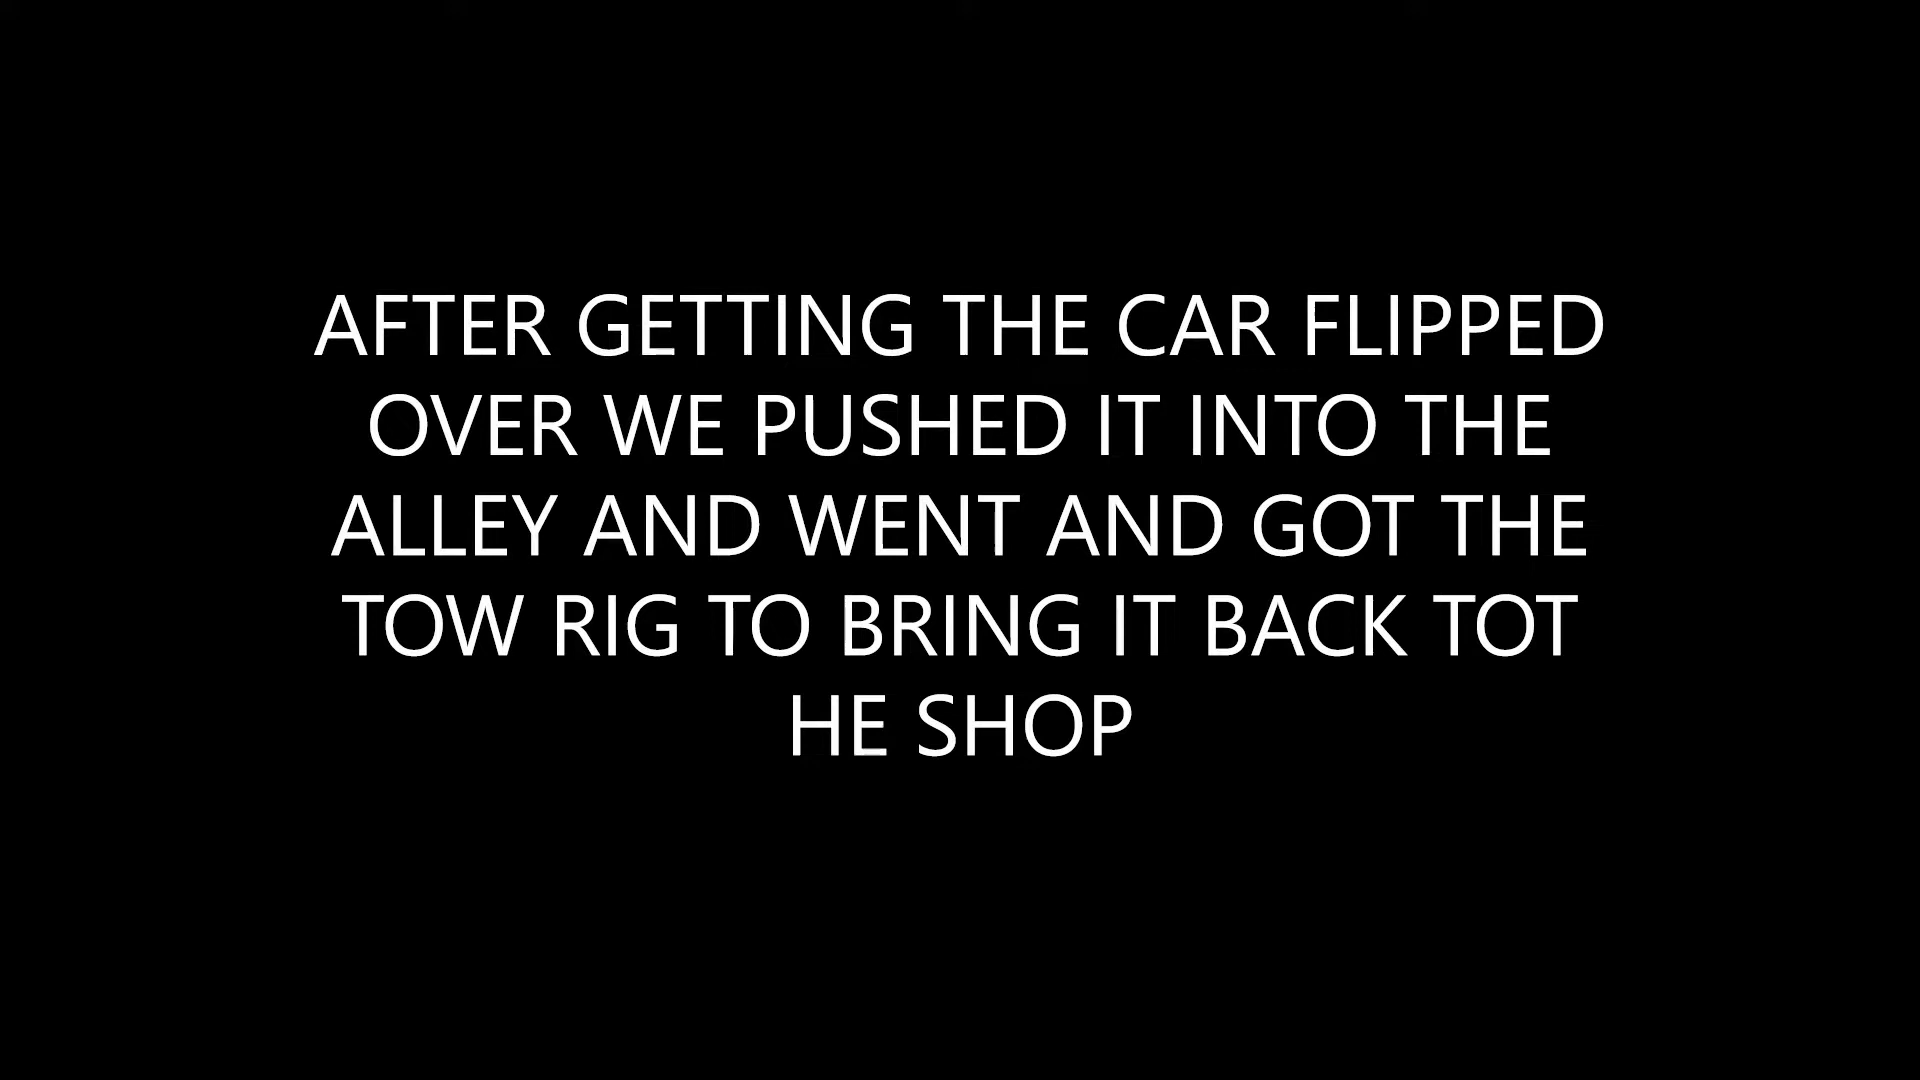 AFTER GETTING THE CAR FLIPPED
OVER WE PUSHED IT INTO THE
ALLEY AND WENT AND GOT THE
TOW RIG TO BRING IT BACK TOT
HE SHOP